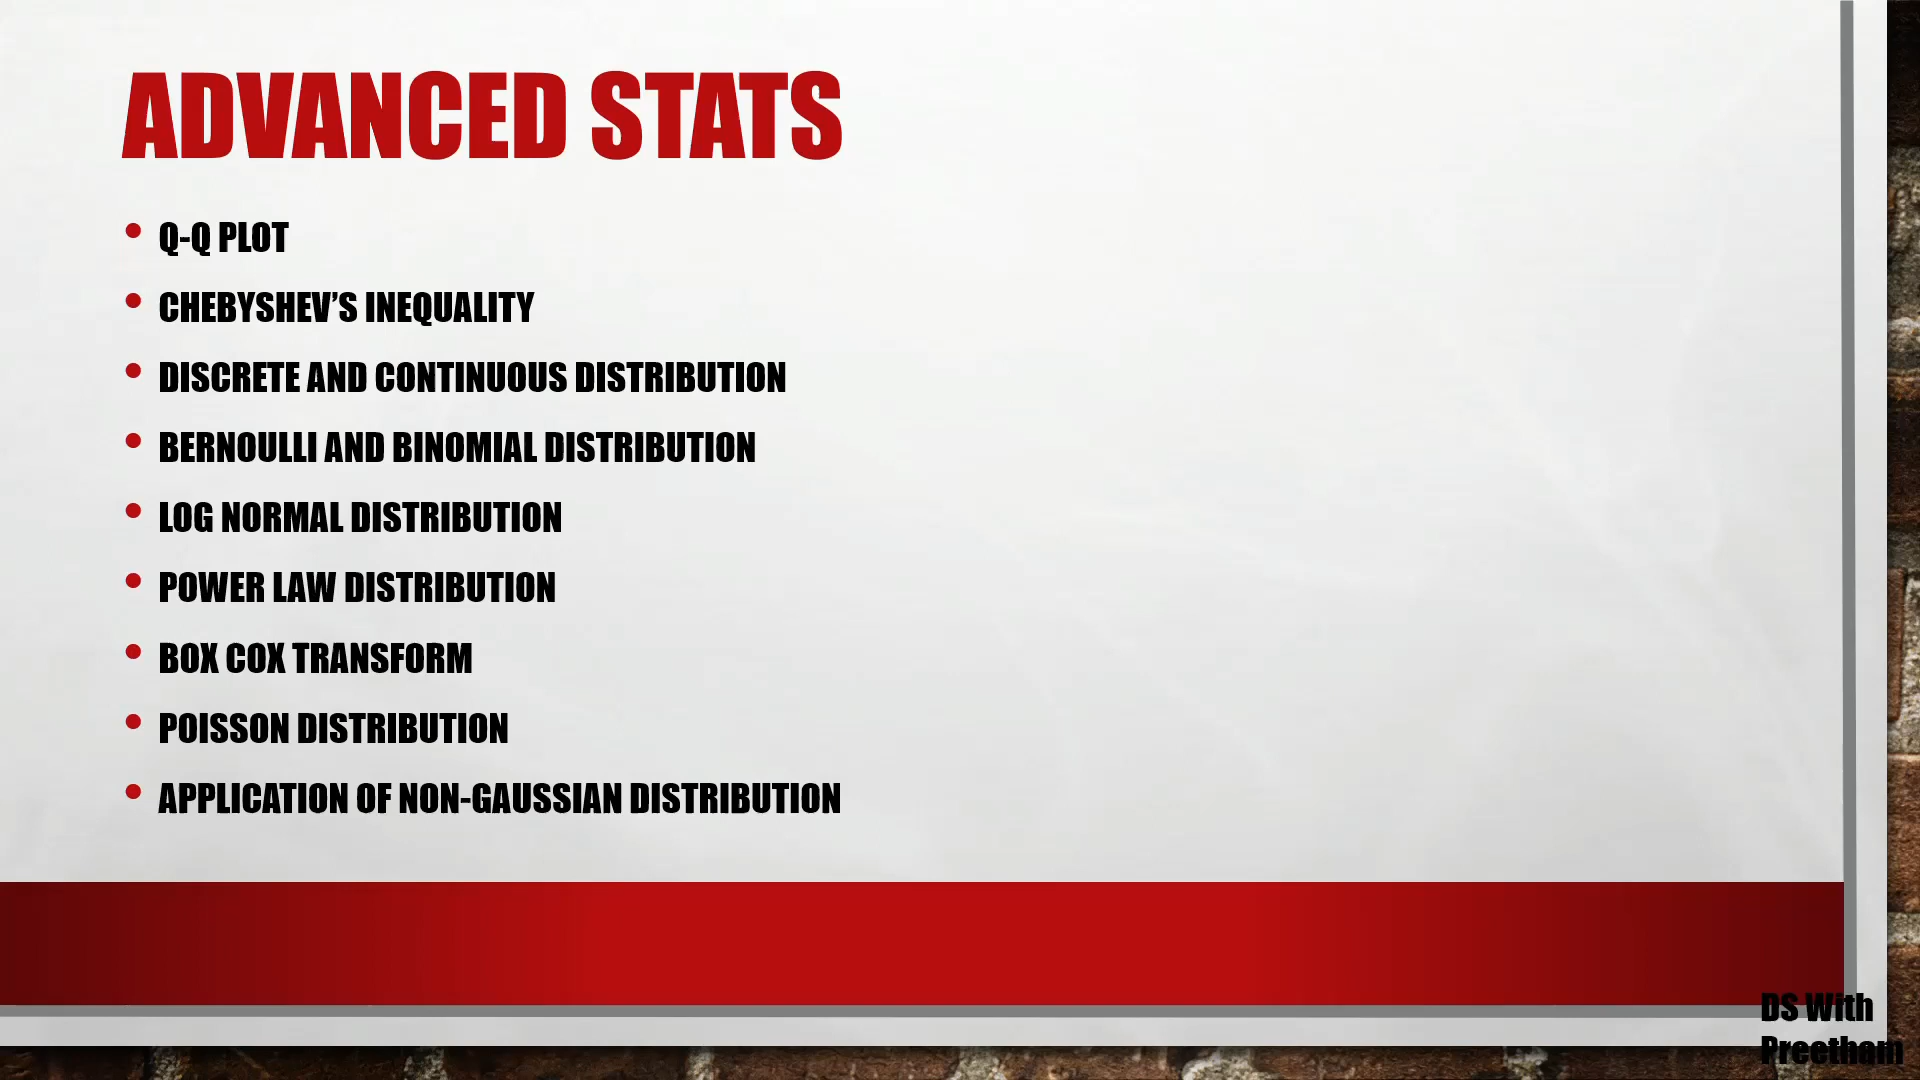 ADVANCED STATS
• Q-Q PLOT
• CHEBYSHEV’S INEQUALITY
• DISCRETE AND CONTINUOUS DISTRIBUTION
• BERNOULLI AND BINOMIAL DISTRIBUTION
• LOG NORMAL DISTRIBUTION
• POWER LAW DISTRIBUTION
• BOX COX TRANSFORM
• POISSON DISTRIBUTION
• APPLICATION OF NON-GAUSSIAN DISTRIBUTION
DS With
Preetham